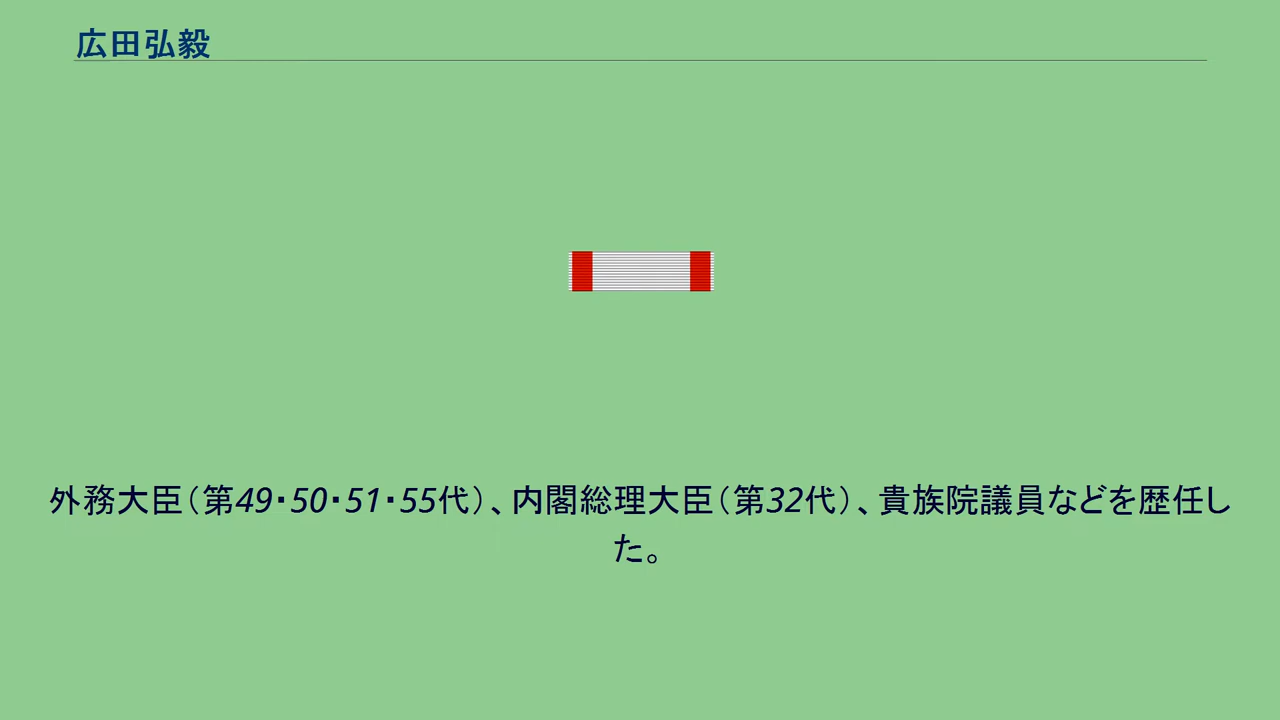 広田弘毅
外務大臣（第49・50・51・55代）、内閣総理大臣（第32代）、貴族院議員などを歴任し
た。